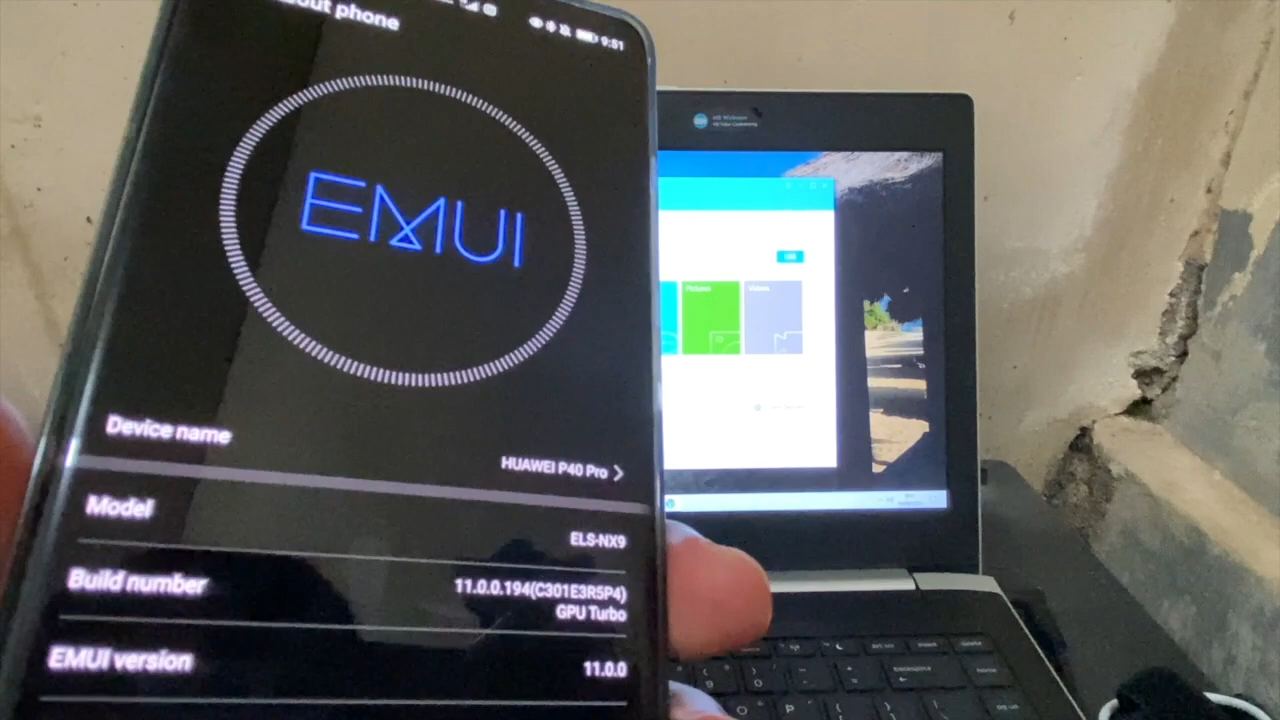 out phone
9:51
EMUI
Device name
HUAWEI P40 Pro
Model
ELS-NX9
Build number
11.0.0.194(C301E3R5P4)
GPU Turbo
EMUI version
11.0.0
Pictures
Videos